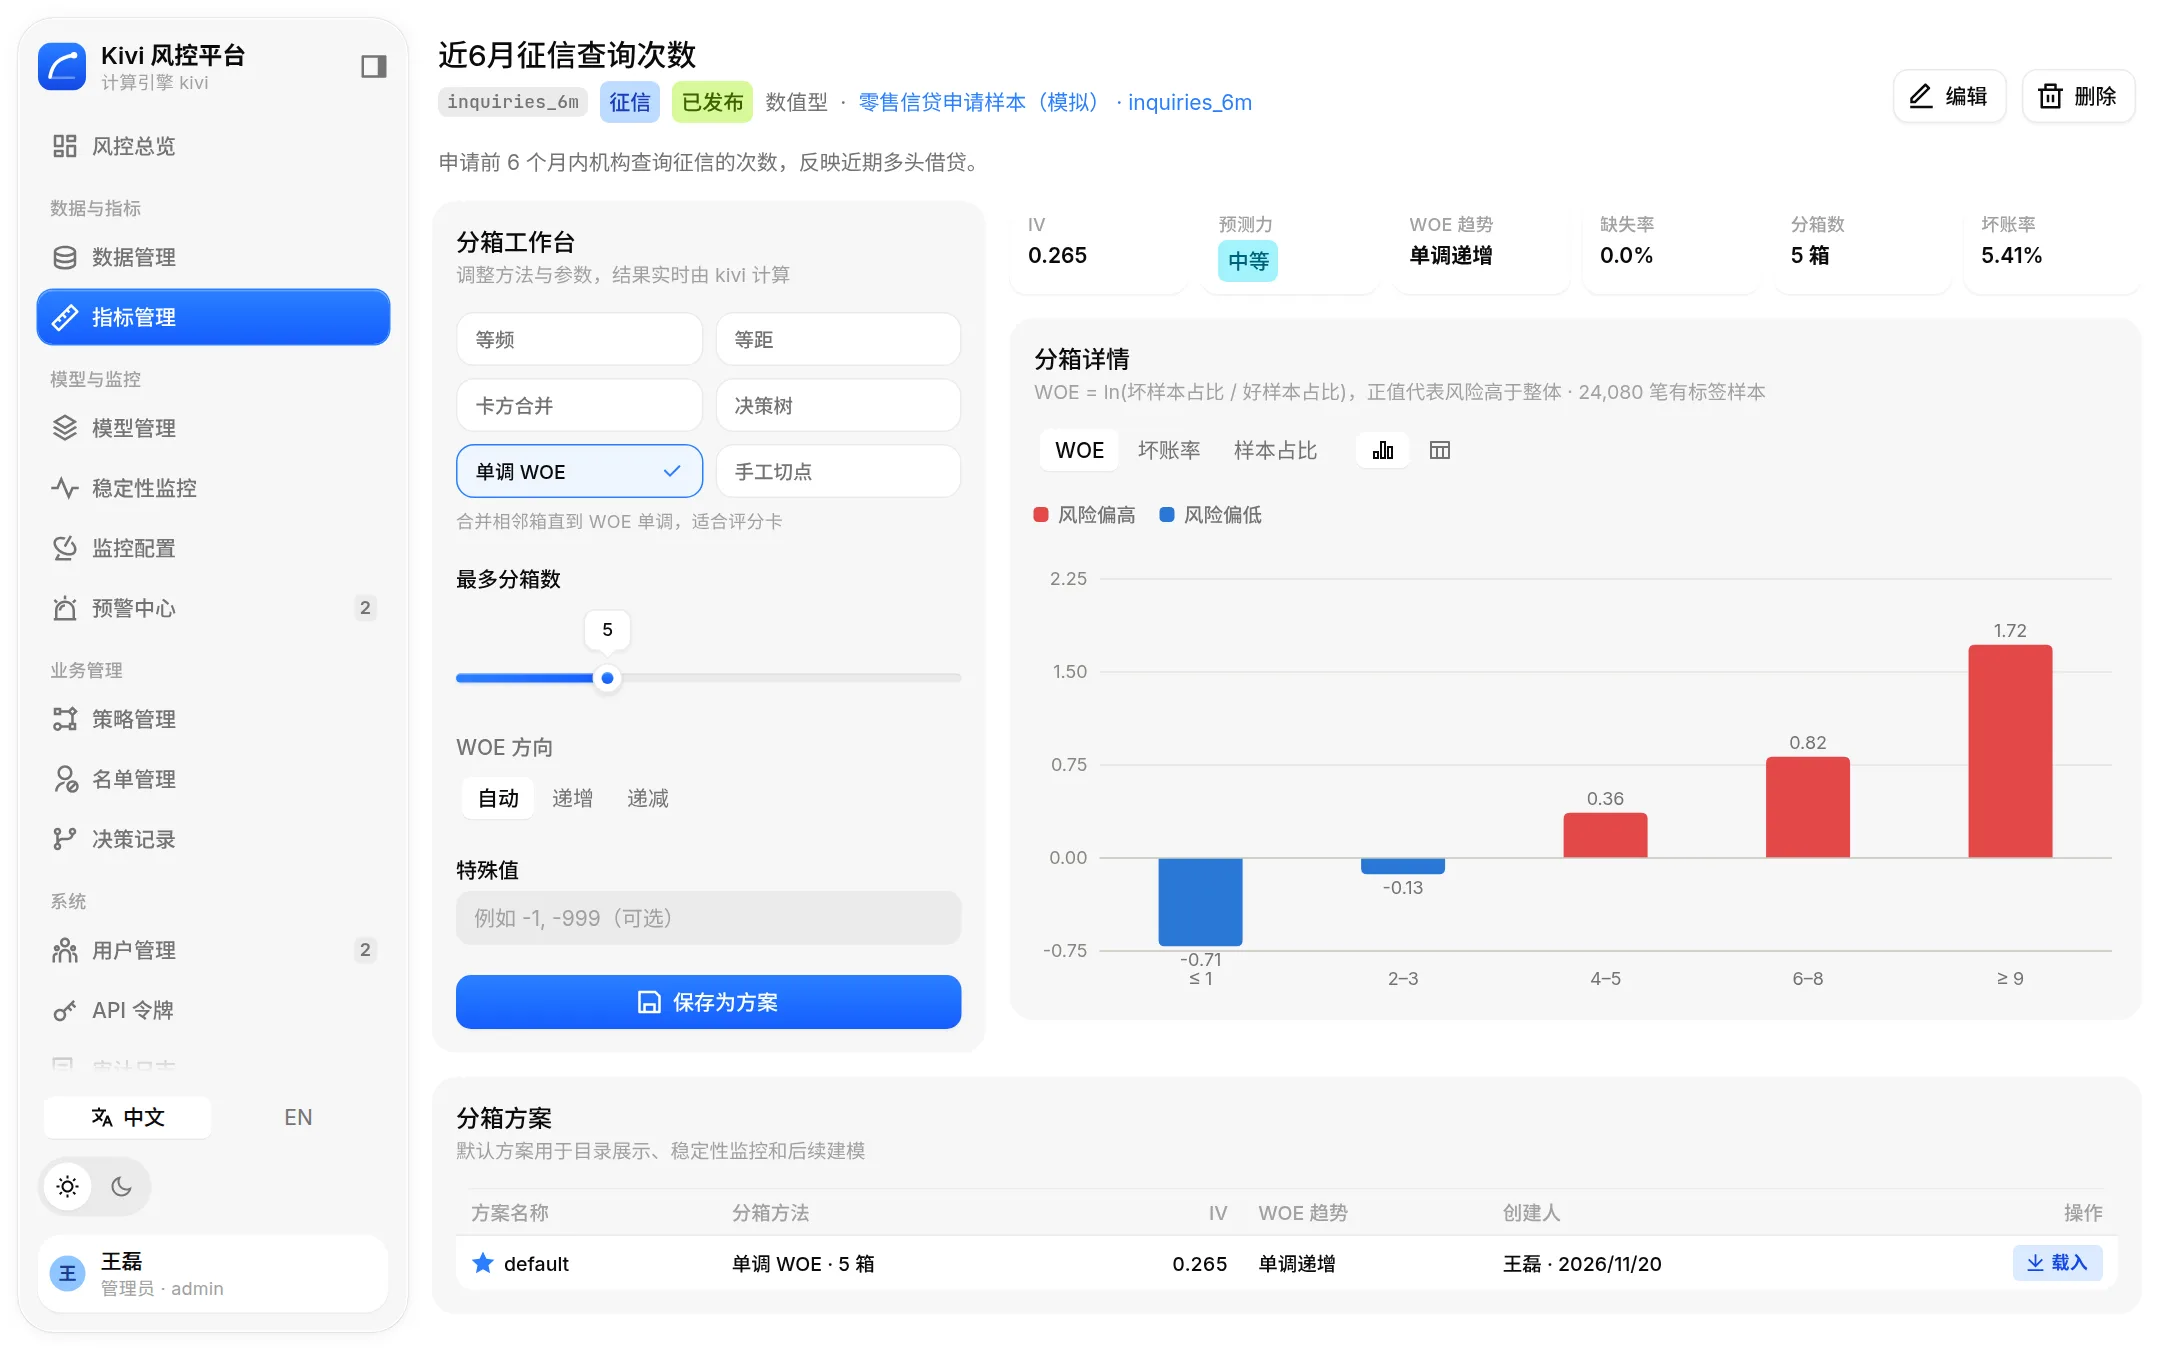 Kivi 风控平台
计算引擎 kivi
风控总览
数据与指标
数据管理
指标管理
模型与监控
模型管理
稳定性监控
监控配置
预警中心 2
业务管理
策略管理
名单管理
决策记录
系统
用户管理 2
API 令牌
审计日志
中文 EN
王
王磊
管理员 · admin
近6月征信查询次数
inquiries_6m 征信 已发布 数值型 · 零售信贷申请样本（模拟） · inquiries_6m
编辑 删除
申请前 6 个月内机构查询征信的次数，反映近期多头借贷。
分箱工作台
调整方法与参数，结果实时由 kivi 计算
等频 等距
卡方合并 决策树
单调 WOE 手工切点
合并相邻箱直到 WOE 单调，适合评分卡
最多分箱数
5
WOE 方向
自动 递增 递减
特殊值
例如 -1, -999（可选）
保存为方案
IV 预测力 WOE 趋势 缺失率 分箱数 坏账率
0.265 中等 单调递增 0.0% 5 箱 5.41%
分箱详情
WOE = ln(坏样本占比 / 好样本占比)，正值代表风险高于整体 · 24,080 笔有标签样本
WOE 坏账率 样本占比
风险偏高 风险偏低
2.25
1.72
1.50
0.82
0.75
0.36
0.00
-0.13
-0.75
-0.71
≤ 1 2–3 4–5 6–8 ≥ 9
分箱方案
默认方案用于目录展示、稳定性监控和后续建模
方案名称 分箱方法 IV WOE 趋势 创建人 操作
default 单调 WOE · 5 箱 0.265 单调递增 王磊 · 2026/11/20 载入